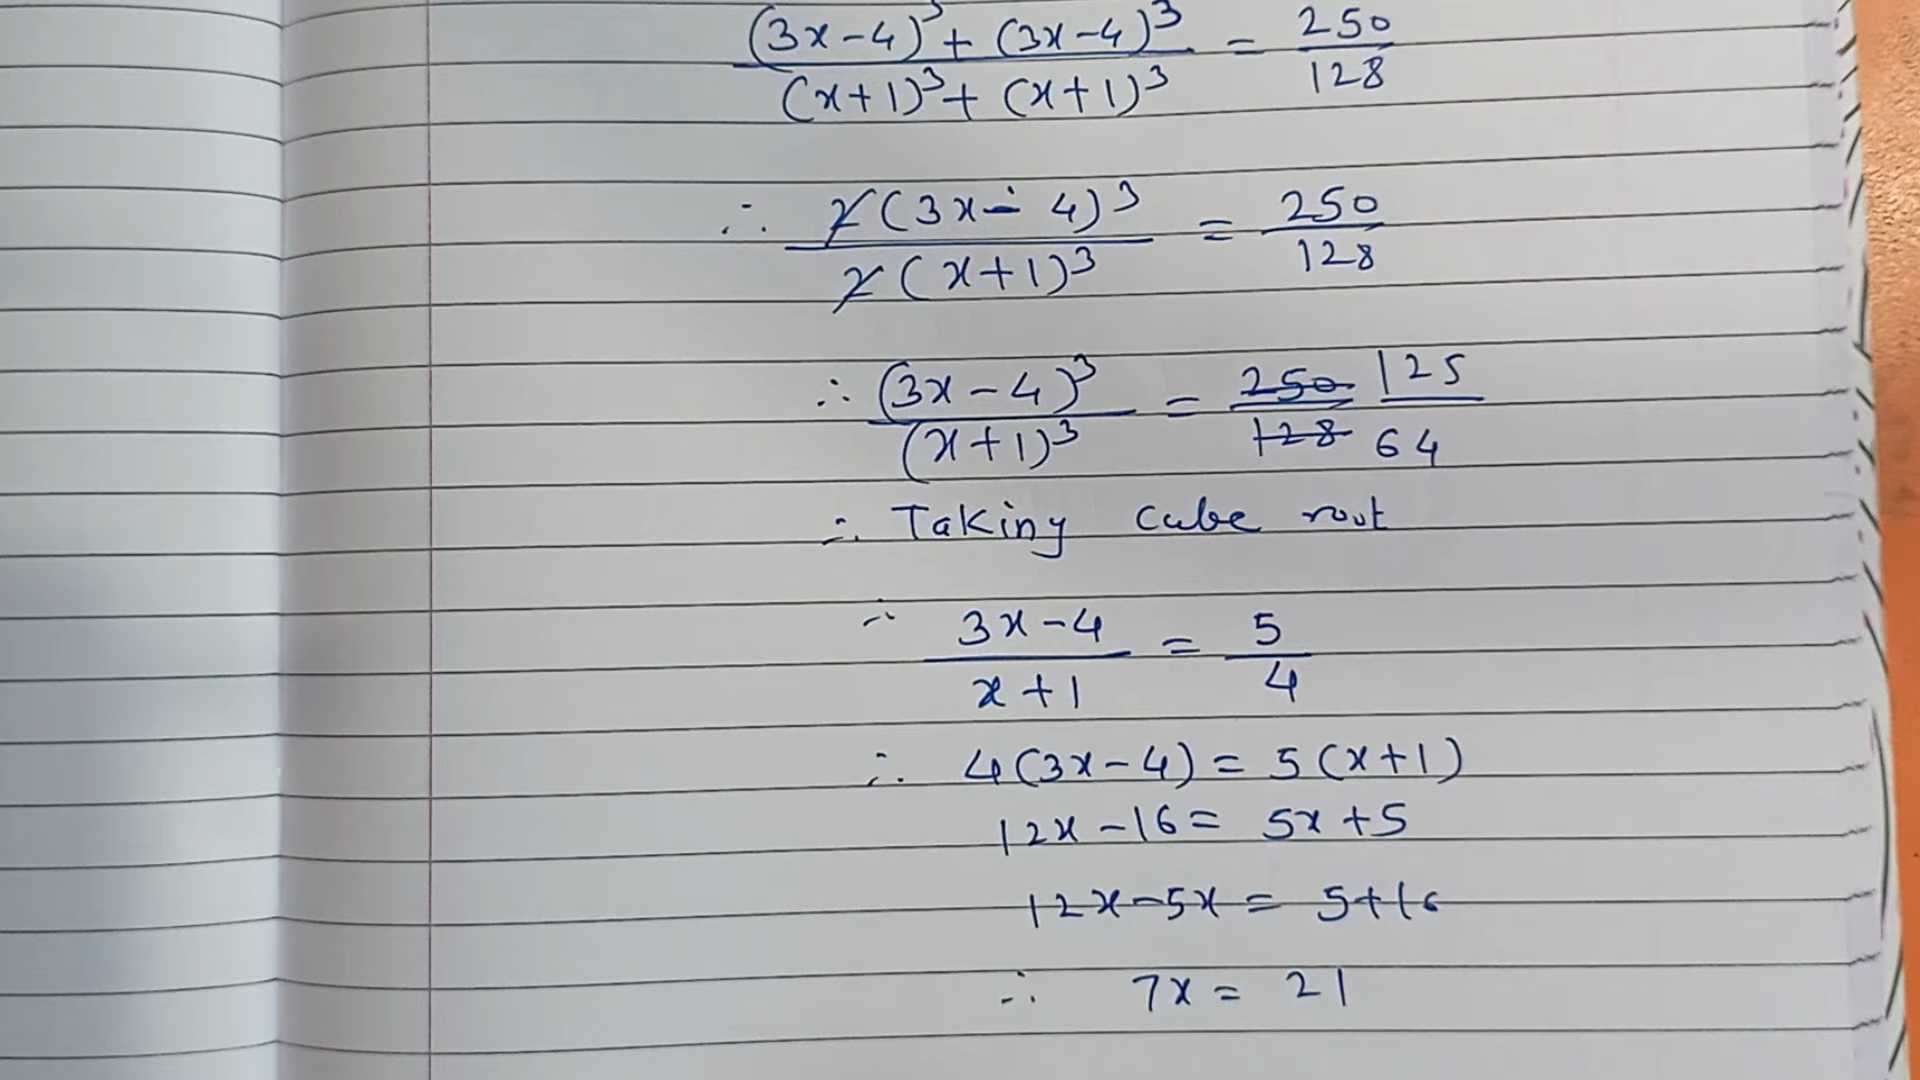 (3x-4)³ + (3x-4)³ / (x+1)³ + (x+1)³ = 250/128
∴ 2(3x-4)³ / 2(x+1)³ = 250/128
∴ (3x-4)³ / (x+1)³ = 250/128 125/64
∴ Taking cube root
∴ 3x-4 / x+1 = 5/4
∴ 4(3x-4) = 5(x+1)
12x-16 = 5x+5
12x-5x = 5+16
∴ 7x = 21